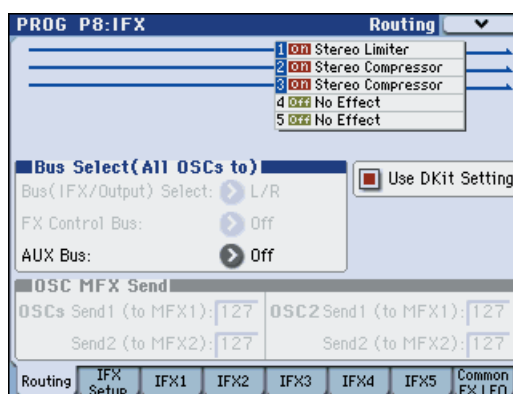 PROG P8:IFX Routing
1 On Stereo Limiter
2 On Stereo Compressor
3 On Stereo Compressor
4 Off No Effect
5 Off No Effect
Bus Select(All OSCs to)
Bus(IFX/Output) Select: L/R
Use DKit Setting
FX Control Bus: Off
AUX Bus: Off
OSC MFX Send
OSCs Send1 (to MFX1): 127 OSC2 Send1 (to MFX1): 127
Send2 (to MFX2): 127 Send2 (to MFX2): 127
Routing IFX Setup IFX1 IFX2 IFX3 IFX4 IFX5 Common FX LFO